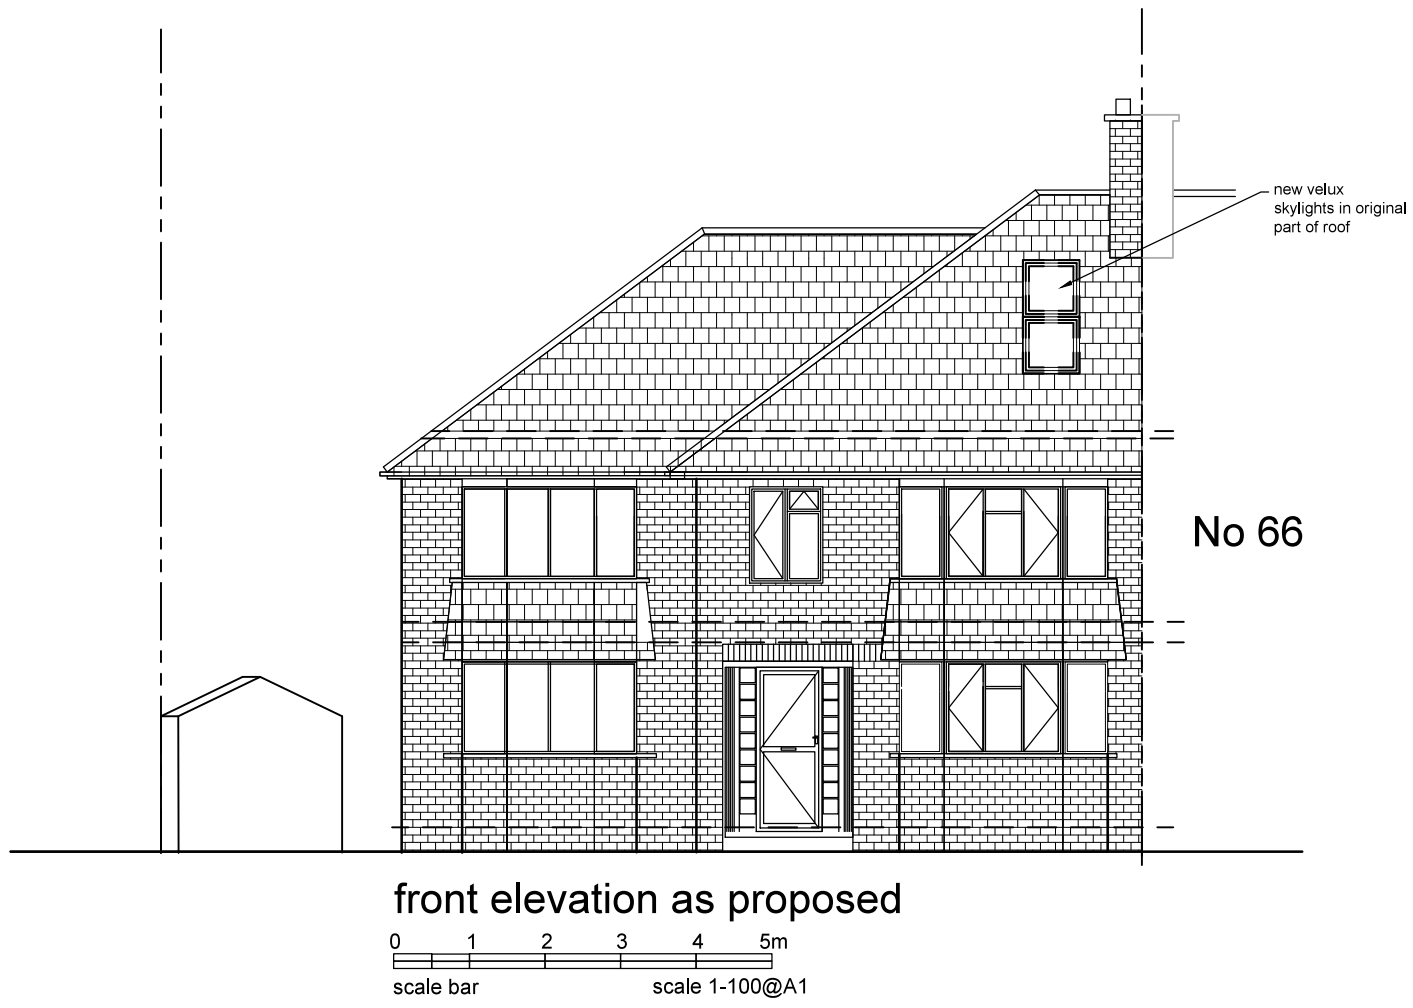 new velux
skylights in original
part of roof
No 66
front elevation as proposed
0 1 2 3 4 5m
scale bar scale 1-100@A1